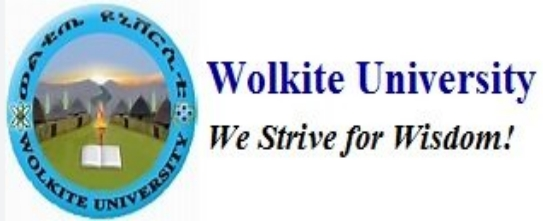 ወልቂጤ ዩኒቨርሲቲ
WOLKITE UNIVERSITY
Wolkite University
We Strive for Wisdom!